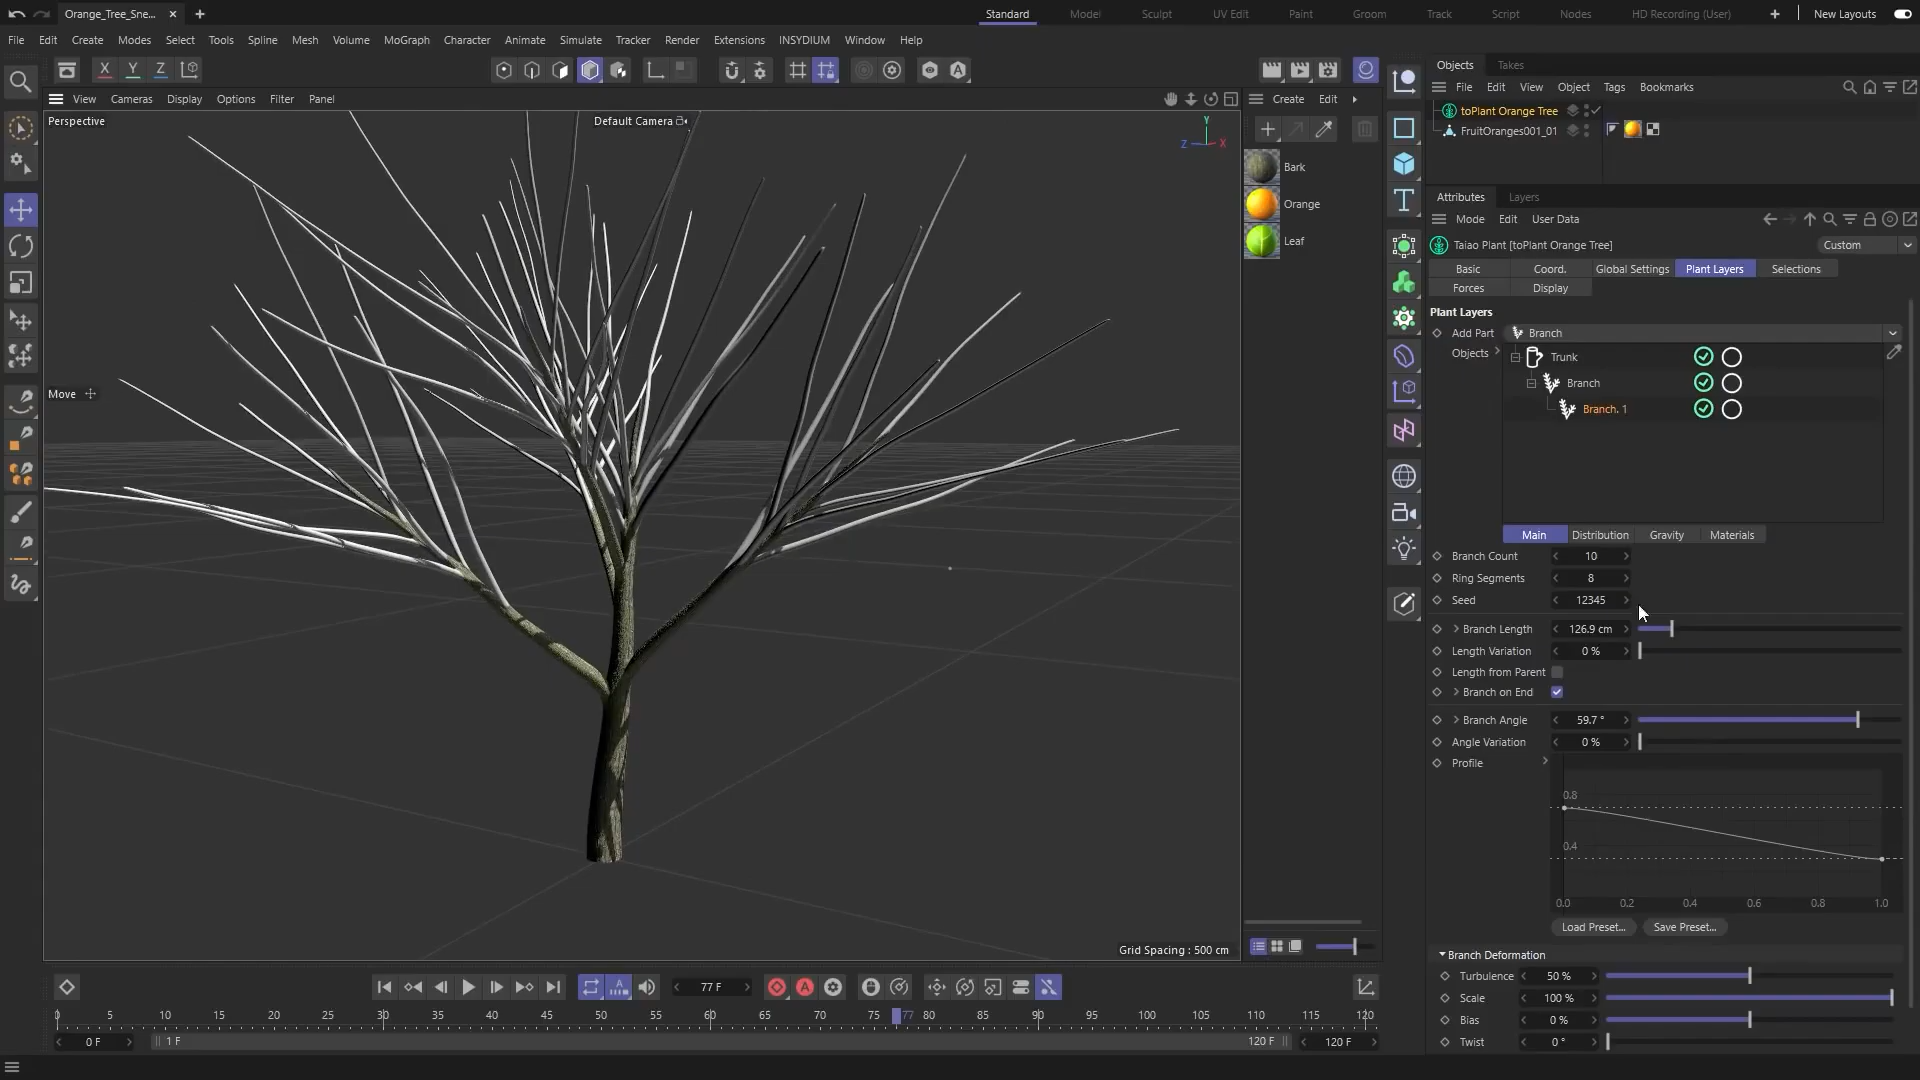 Orange_Tree_Sne...
Standard
Model
Sculpt
UV Edit
Paint
Groom
Track
Script
Nodes
HD Recording (User)
New Layouts
File Edit Create Modes Select Tools Spline Mesh Volume MoGraph Character Animate Simulate Tracker Render Extensions INSYDIUM Window Help
X Y Z
View Cameras Display Options Filter Panel
Perspective
Default Camera
Y
Z X
Move
Grid Spacing : 500 cm
Create Edit
Bark
Orange
Leaf
Objects Takes
File Edit View Object Tags Bookmarks
toPlant Orange Tree
FruitOranges001_01
Attributes Layers
Mode Edit User Data
Taiao Plant [toPlant Orange Tree]
Custom
Basic Coord. Global Settings Plant Layers Selections
Forces Display
Plant Layers
Add Part Branch
Objects
Trunk
Branch
Branch. 1
Main Distribution Gravity Materials
Branch Count 10
Ring Segments 8
Seed 12345
Branch Length 126.9 cm
Length Variation 0 %
Length from Parent
Branch on End
Branch Angle 59.7 °
Angle Variation 0 %
Profile
0.8
0.4
0.0 0.2 0.4 0.6 0.8 1.0
Load Preset... Save Preset...
Branch Deformation
Turbulence 50 %
Scale 100 %
Bias 0 %
Twist 0 °
77 F
0 5 10 15 20 25 30 35 40 45 50 55 60 65 70 75 77 80 85 90 95 100 105 110 115 120
0 F 1 F 120 F 120 F